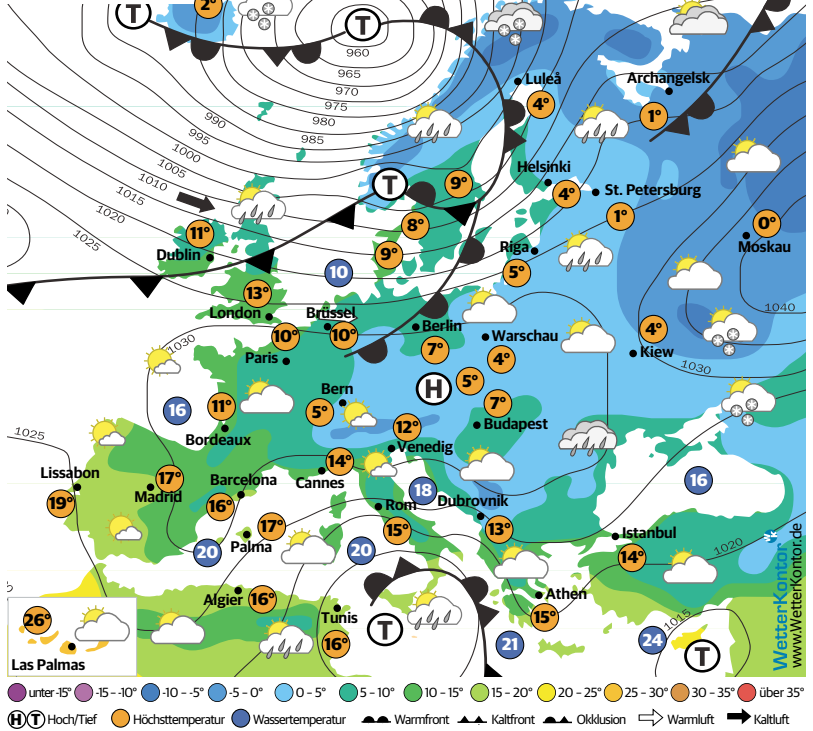 T
2°
T
960
965
970
975
980
985
990
995
1000
1005
1010
1015
1020
1025
Luleå
4°
Archangelsk
1°
Helsinki
4°
St. Petersburg
1°
0°
Moskau
T
9°
8°
9°
11°
Dublin
10
Riga
5°
13°
London
Brüssel
10°
10°
Berlin
7°
Warschau
4°
4°
Kiew
1040
1030
1030
Paris
H
5°
7°
Budapest
Bern
5°
16
11°
Bordeaux
12°
Venedig
1025
Lissabon
19°
17°
Madrid
Barcelona
16°
14°
Cannes
18
Dubrovnik
13°
16
Rom
15°
17°
Palma
20
20
Istanbul
14°
1020
Algier
16°
Tunis
16°
T
Athen
15°
21
24
1015
T
26°
Las Palmas
WetterKontor
www.WetterKontor.de
unter -15° -15 - -10° -10 - -5° -5 - 0° 0 - 5° 5 - 10° 10 - 15° 15 - 20° 20 - 25° 25 - 30° 30 - 35° über 35°
H T Hoch/Tief Höchsttemperatur Wassertemperatur Warmfront Kaltfront Okklusion Warmluft Kaltluft